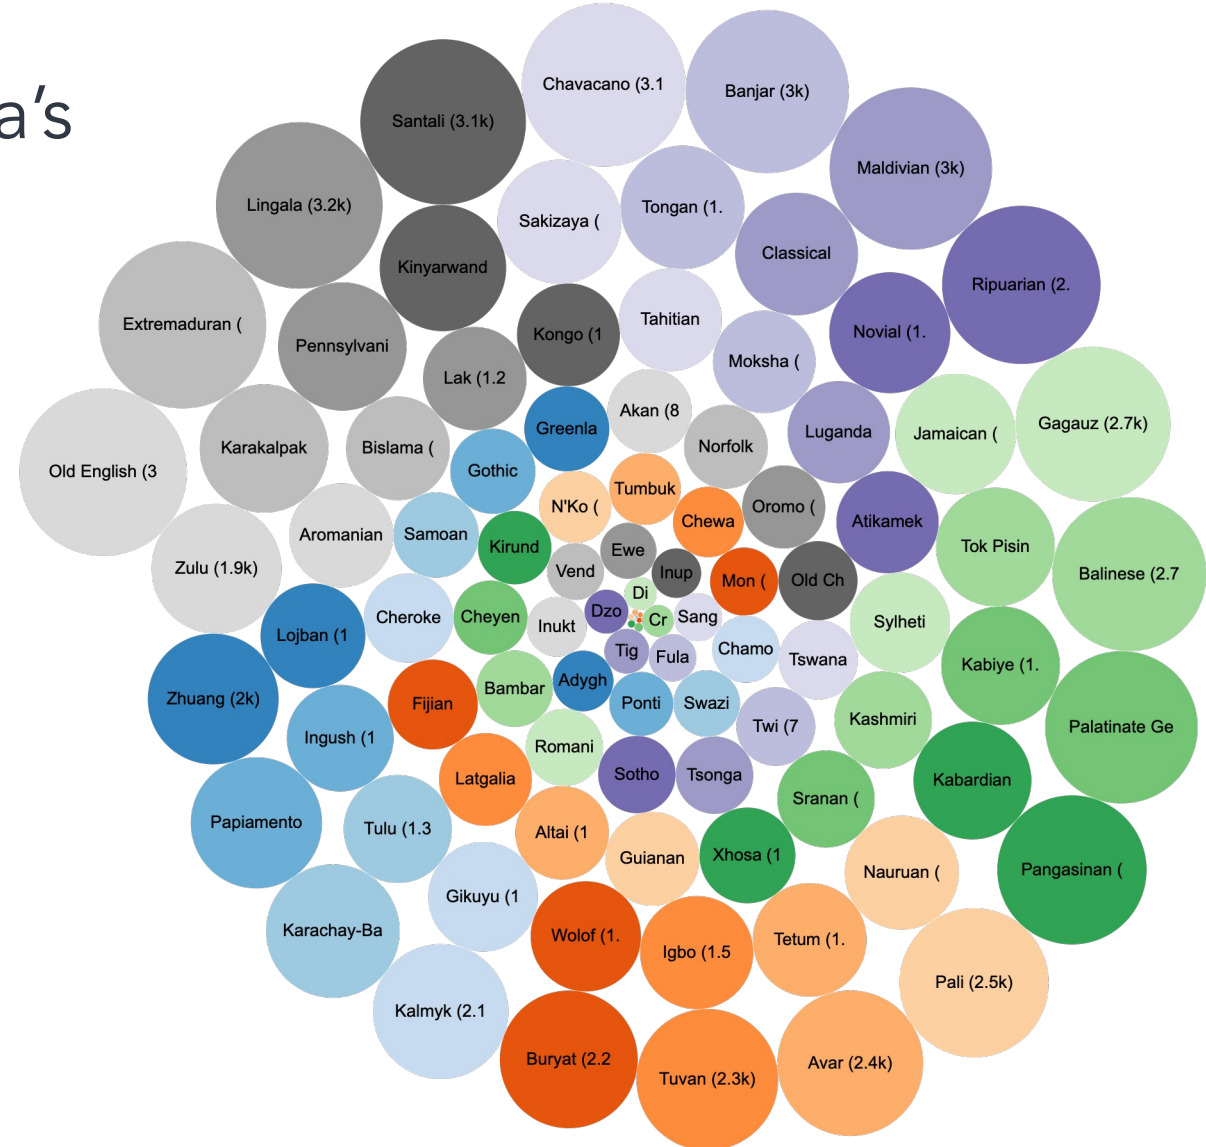 a’s
Chavacano (3.1
Banjar (3k)
Santali (3.1k)
Maldivian (3k)
Lingala (3.2k)
Tongan (1.
Sakizaya (
Classical
Kinyarwand
Ripuarian (2.
Tahitian
Extremaduran (
Kongo (1
Novial (1.
Pennsylvani
Moksha (
Lak (1.2
Akan (8
Gagauz (2.7k)
Greenla
Luganda
Jamaican (
Norfolk
Karakalpak
Bislama (
Old English (3
Gothic
Tumbuk
N'Ko (
Oromo (
Chewa
Atikamek
Aromanian
Samoan
Kirund
Tok Pisin
Ewe
Zulu (1.9k)
Vend
Inup
Balinese (2.7
Mon (
Old Ch
Di
Dzo
Cheroke
Cheyen
Sang
Cr
Sylheti
Inukt
Lojban (1
Chamo
Tig
Fula
Tswana
Kabiye (1.
Adygh
Bambar
Zhuang (2k)
Fijian
Ponti
Swazi
Kashmiri
Twi (7
Palatinate Ge
Ingush (1
Romani
Sotho
Tsonga
Latgalia
Kabardian
Sranan (
Papiamento
Tulu (1.3
Altai (1
Xhosa (1
Guianan
Pangasinan (
Nauruan (
Gikuyu (1
Karachay-Ba
Wolof (1.
Tetum (1.
Igbo (1.5
Pali (2.5k)
Kalmyk (2.1
Buryat (2.2
Avar (2.4k)
Tuvan (2.3k)